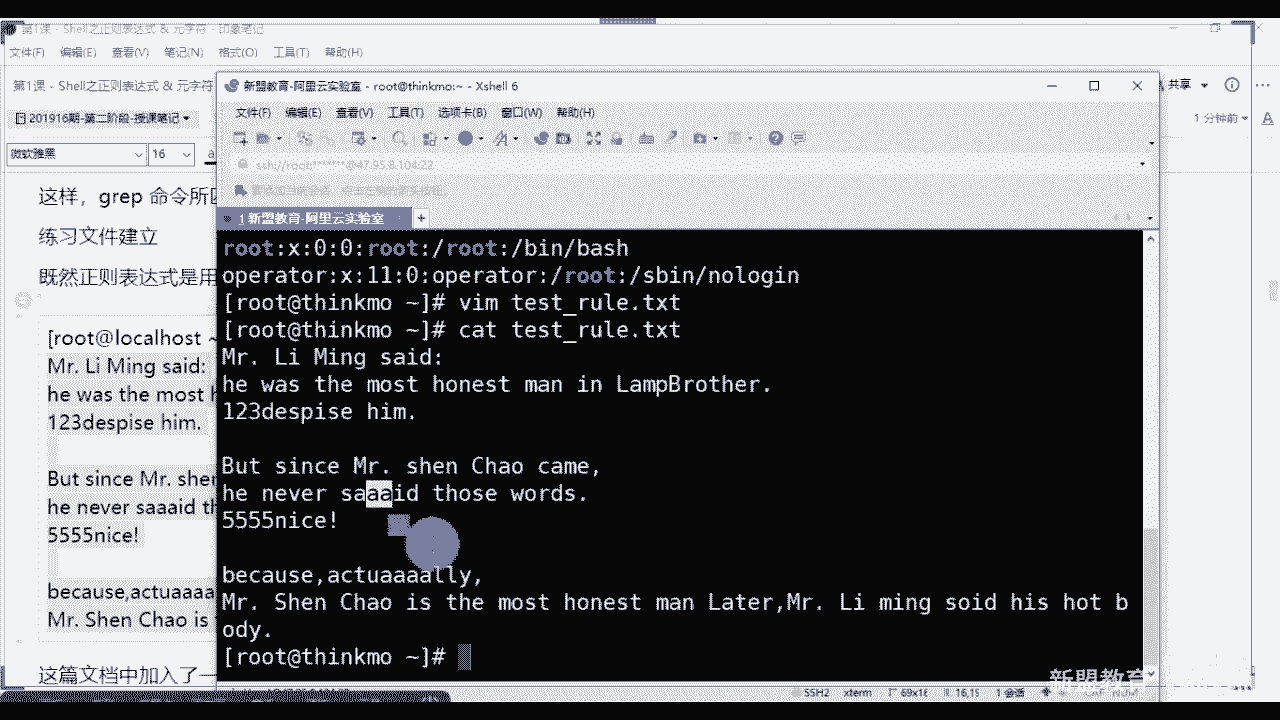 第1课 - Shell之正则表达式 & 元字符 - 印象笔记
文件(F) 编辑(E) 查看(V) 笔记(N) 格式(O) 工具(T) 帮助(H)
第1课 - Shell之正则表达式 & 元字符
共享
201916期-第二阶段-授课笔记
1 分钟前
微软雅黑 16 a
A
这样，grep 命令所
练习文件建立
既然正则表达式是用
[root@localhost ~
Mr. Li Ming said:
he was the most h
123despise him.
But since Mr. shen
he never saaaid th
5555nice!
because,actuaaaa
Mr. Shen Chao is
这篇文档中加入了一
新盟教育-阿里云实验室 - root@thinkmo:~ - Xshell 6
文件(F) 编辑(E) 查看(V) 工具(T) 选项卡(B) 窗口(W) 帮助(H)
ssh://root:*******@47.95.8.104:22
要添加当前会话，点击左侧的箭头按钮。
1 新盟教育-阿里云实验室
root:x:0:0:root:/root:/bin/bash
operator:x:11:0:operator:/root:/sbin/nologin
[root@thinkmo ~]# vim test_rule.txt
[root@thinkmo ~]# cat test_rule.txt
Mr. Li Ming said:
he was the most honest man in LampBrother.
123despise him.
But since Mr. shen Chao came,
he never saaaid those words.
5555nice!
because,actuaaaally,
Mr. Shen Chao is the most honest man Later,Mr. Li ming soid his hot b
ody.
[root@thinkmo ~]#
SSH2 xterm 69x16 16,19 1 会话
新盟教育